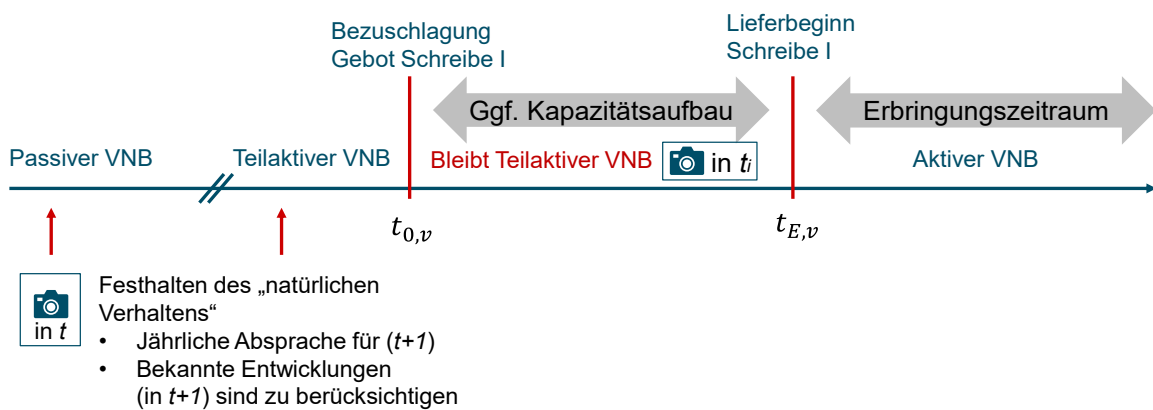 Bezuschlagung
Gebot Schreibe I
Lieferbeginn
Schreibe I
Ggf. Kapazitätsaufbau
Erbringungszeitraum
Passiver VNB
Teilaktiver VNB
Bleibt Teilaktiver VNB
in ti
Aktiver VNB
t0,v
tE,v
in t
Festhalten des „natürlichen
Verhaltens“
• Jährliche Absprache für (t+1)
• Bekannte Entwicklungen
(in t+1) sind zu berücksichtigen